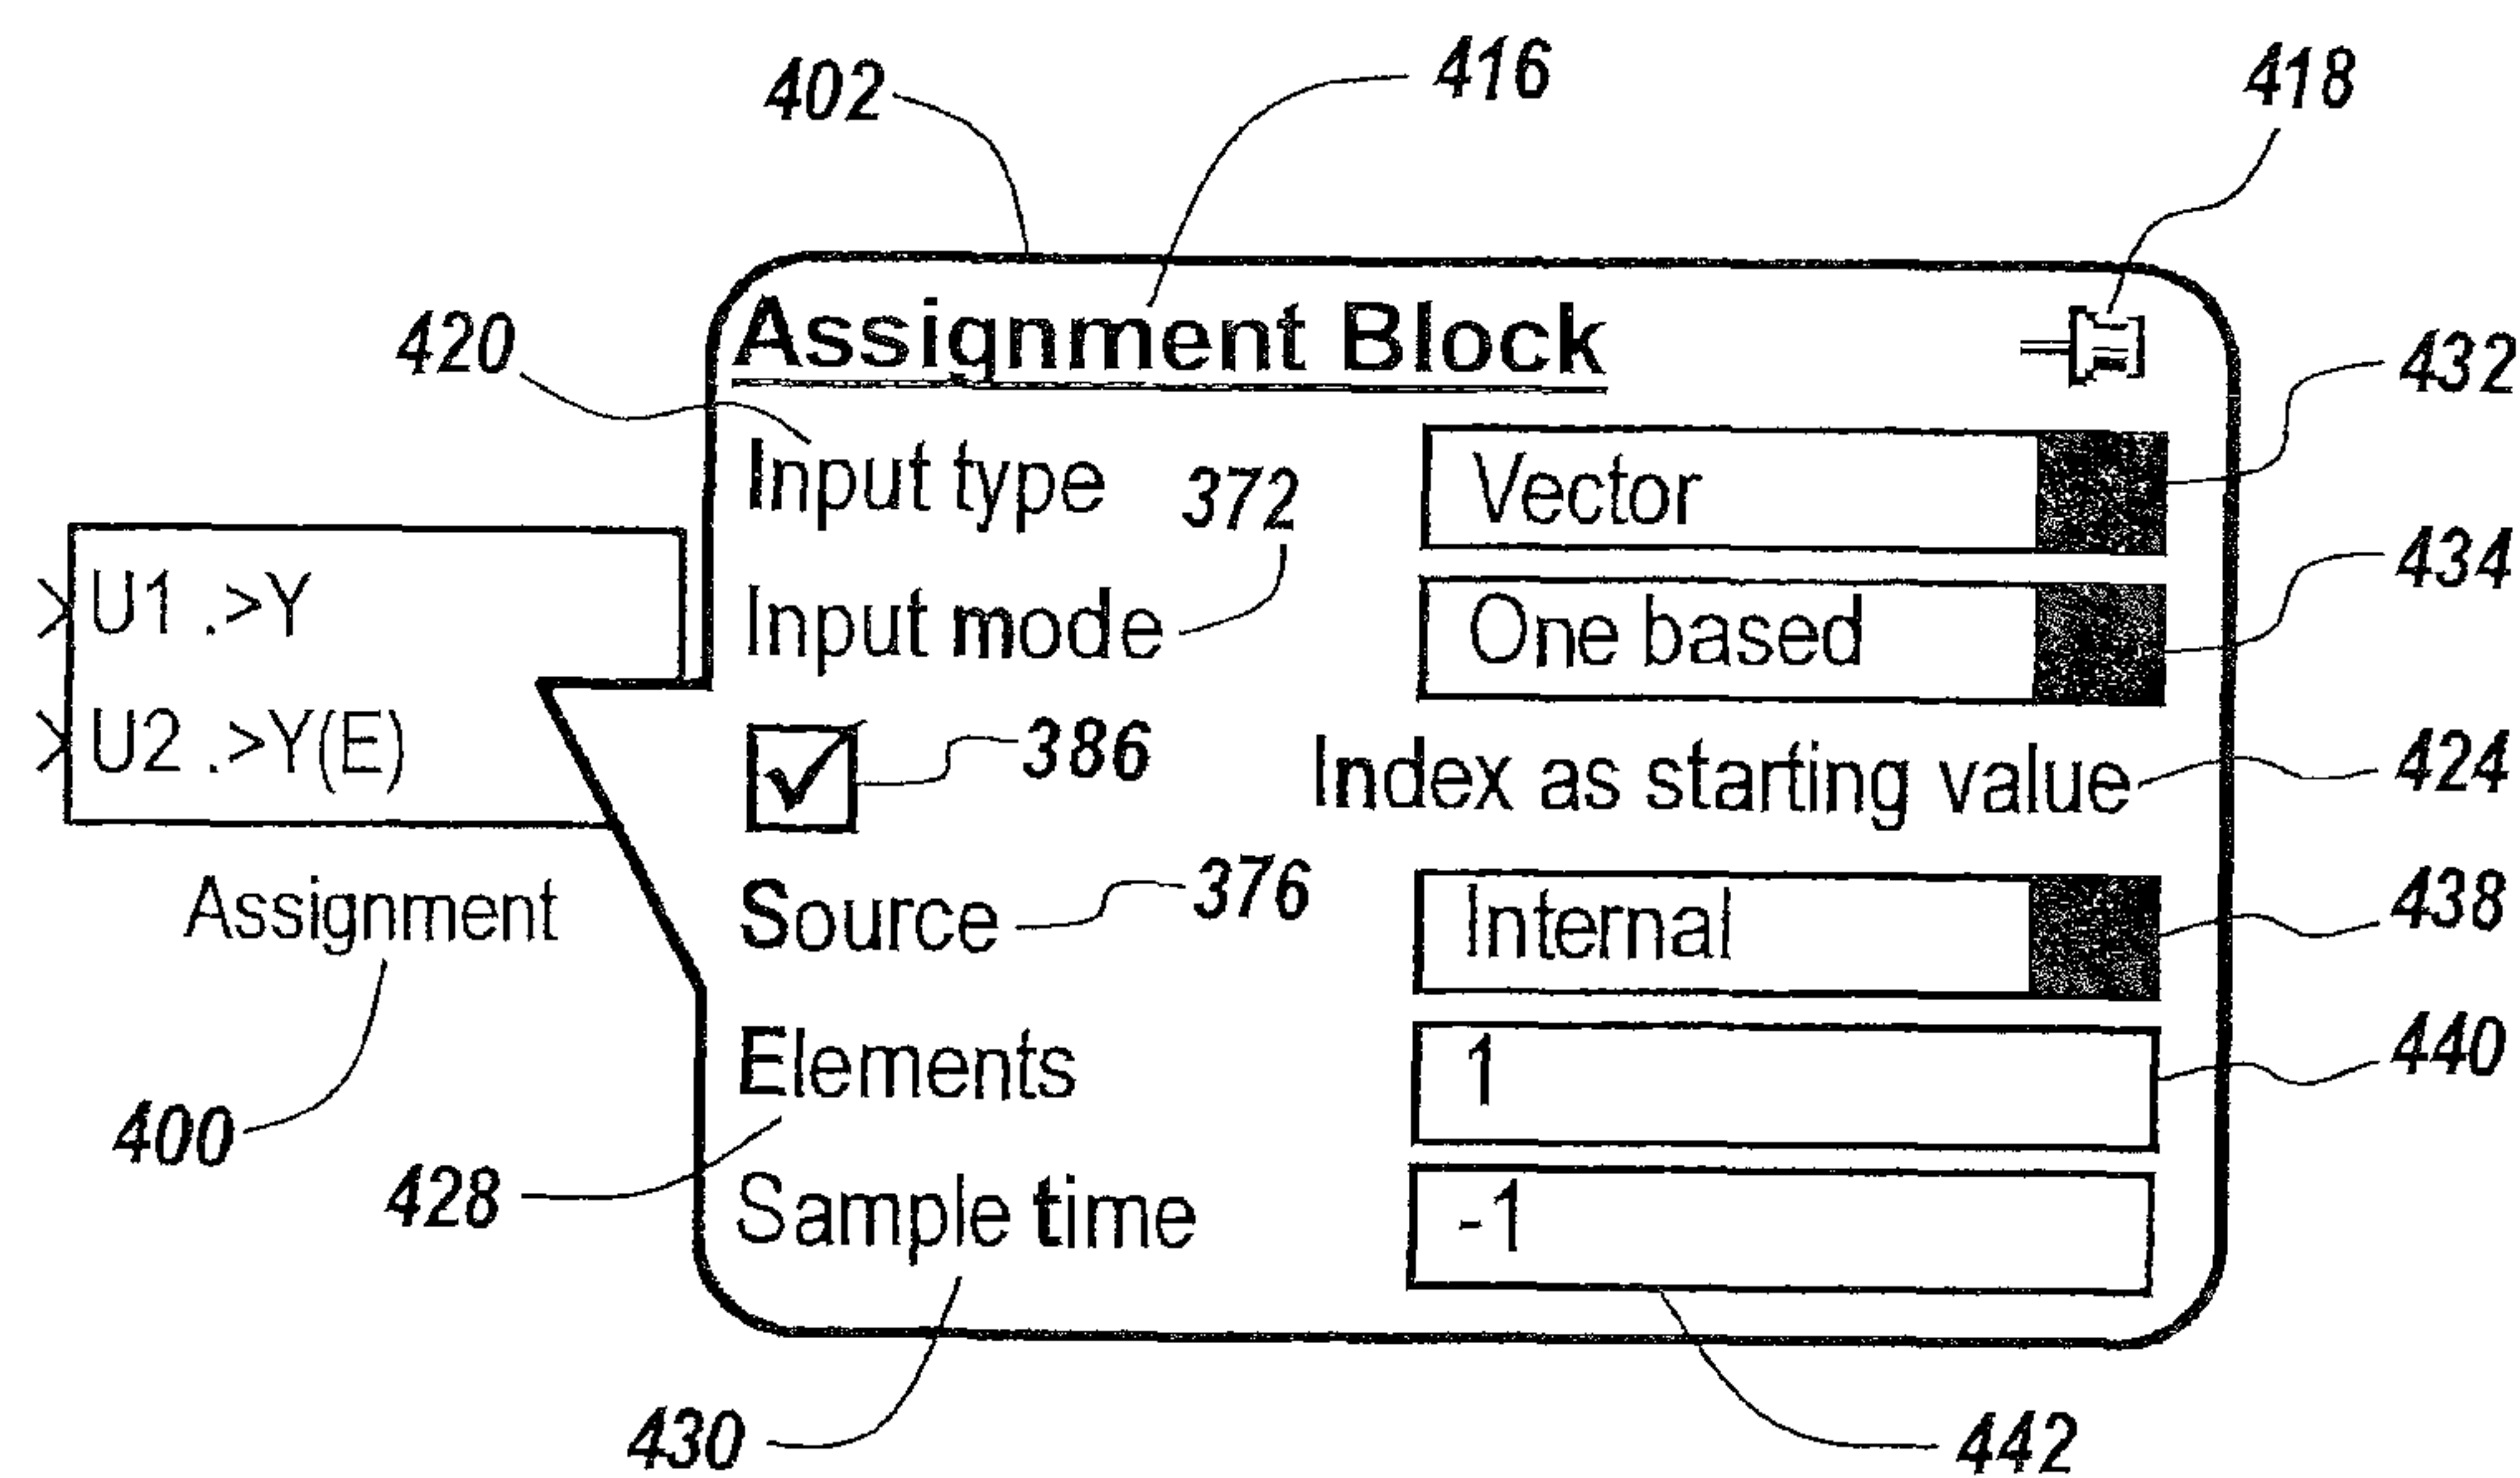 402 416 418
Assignment Block
420 432
Input type 372 Vector
434
U1 .>Y Input mode One based
U2 .>Y(E) 386 Index as starting value 424
Assignment Source 376 Internal 438
Elements 1 440
400
428 Sample time -1
430 442